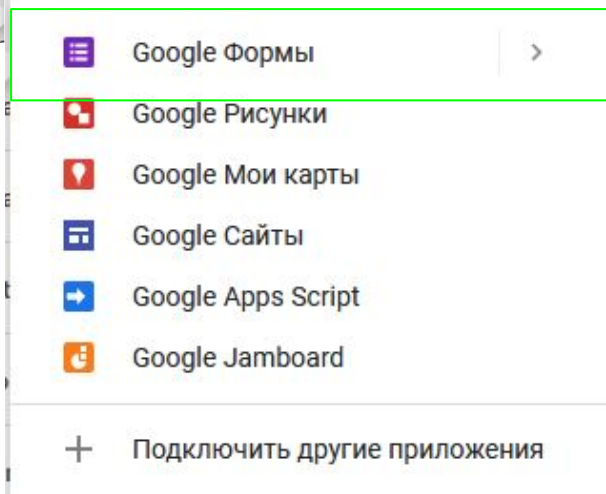 Google Формы
Google Рисунки
Google Мои карты
Google Сайты
Google Apps Script
Google Jamboard
Подключить другие приложения